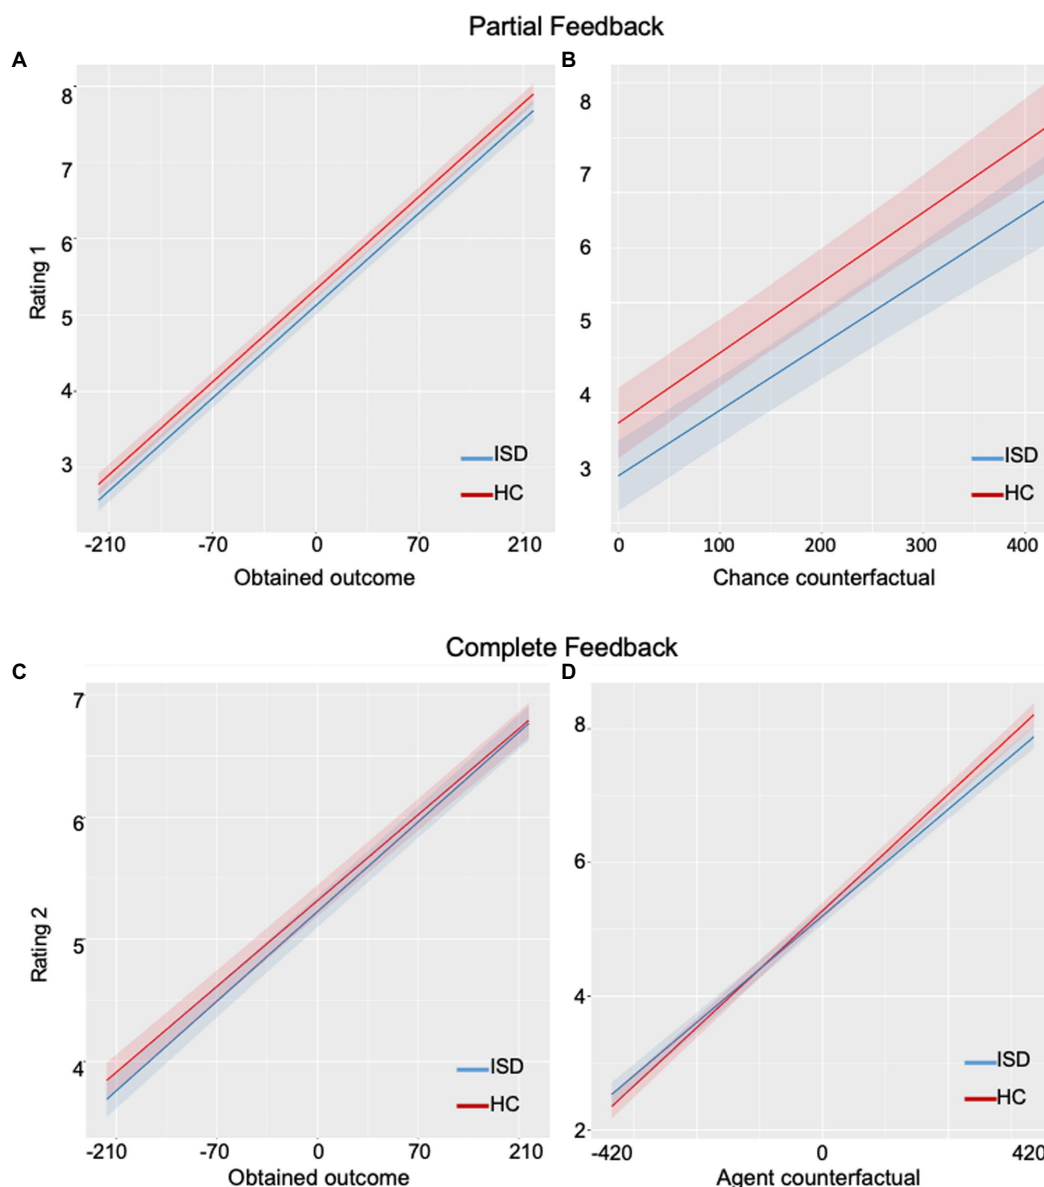 Partial Feedback
A
B
8
7
6
5
4
3
Rating 1
ISD
HC
-210 -70 0 70 210
Obtained outcome
8
7
6
5
4
3
ISD
HC
0 100 200 300 400
Chance counterfactual
Complete Feedback
C
D
7
6
5
4
Rating 2
ISD
HC
-210 -70 0 70 210
Obtained outcome
8
6
4
2
ISD
HC
-420 0 420
Agent counterfactual